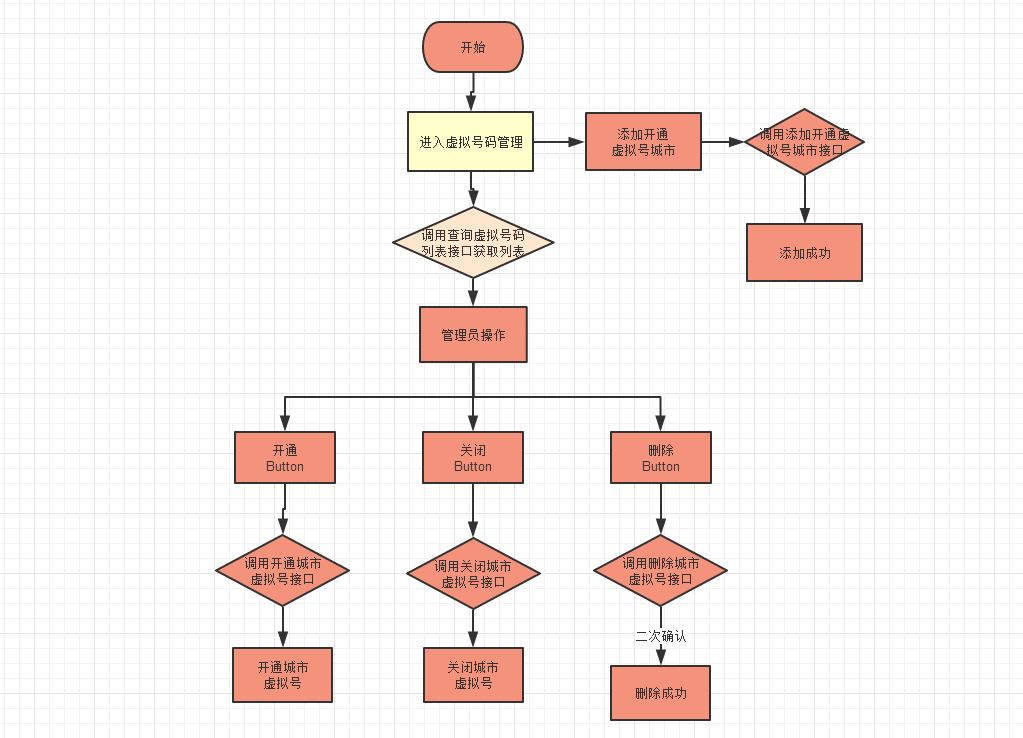 开始
进入虚拟号码管理
添加开通
虚拟号城市
调用添加开通虚
拟号城市接口
调用查询虚拟号码
列表接口获取列表
添加成功
管理员操作
开通
Button
关闭
Button
删除
Button
调用开通城市
虚拟号接口
调用关闭城市
虚拟号接口
调用删除城市
虚拟号接口
二次确认
开通城市
虚拟号
关闭城市
虚拟号
删除成功